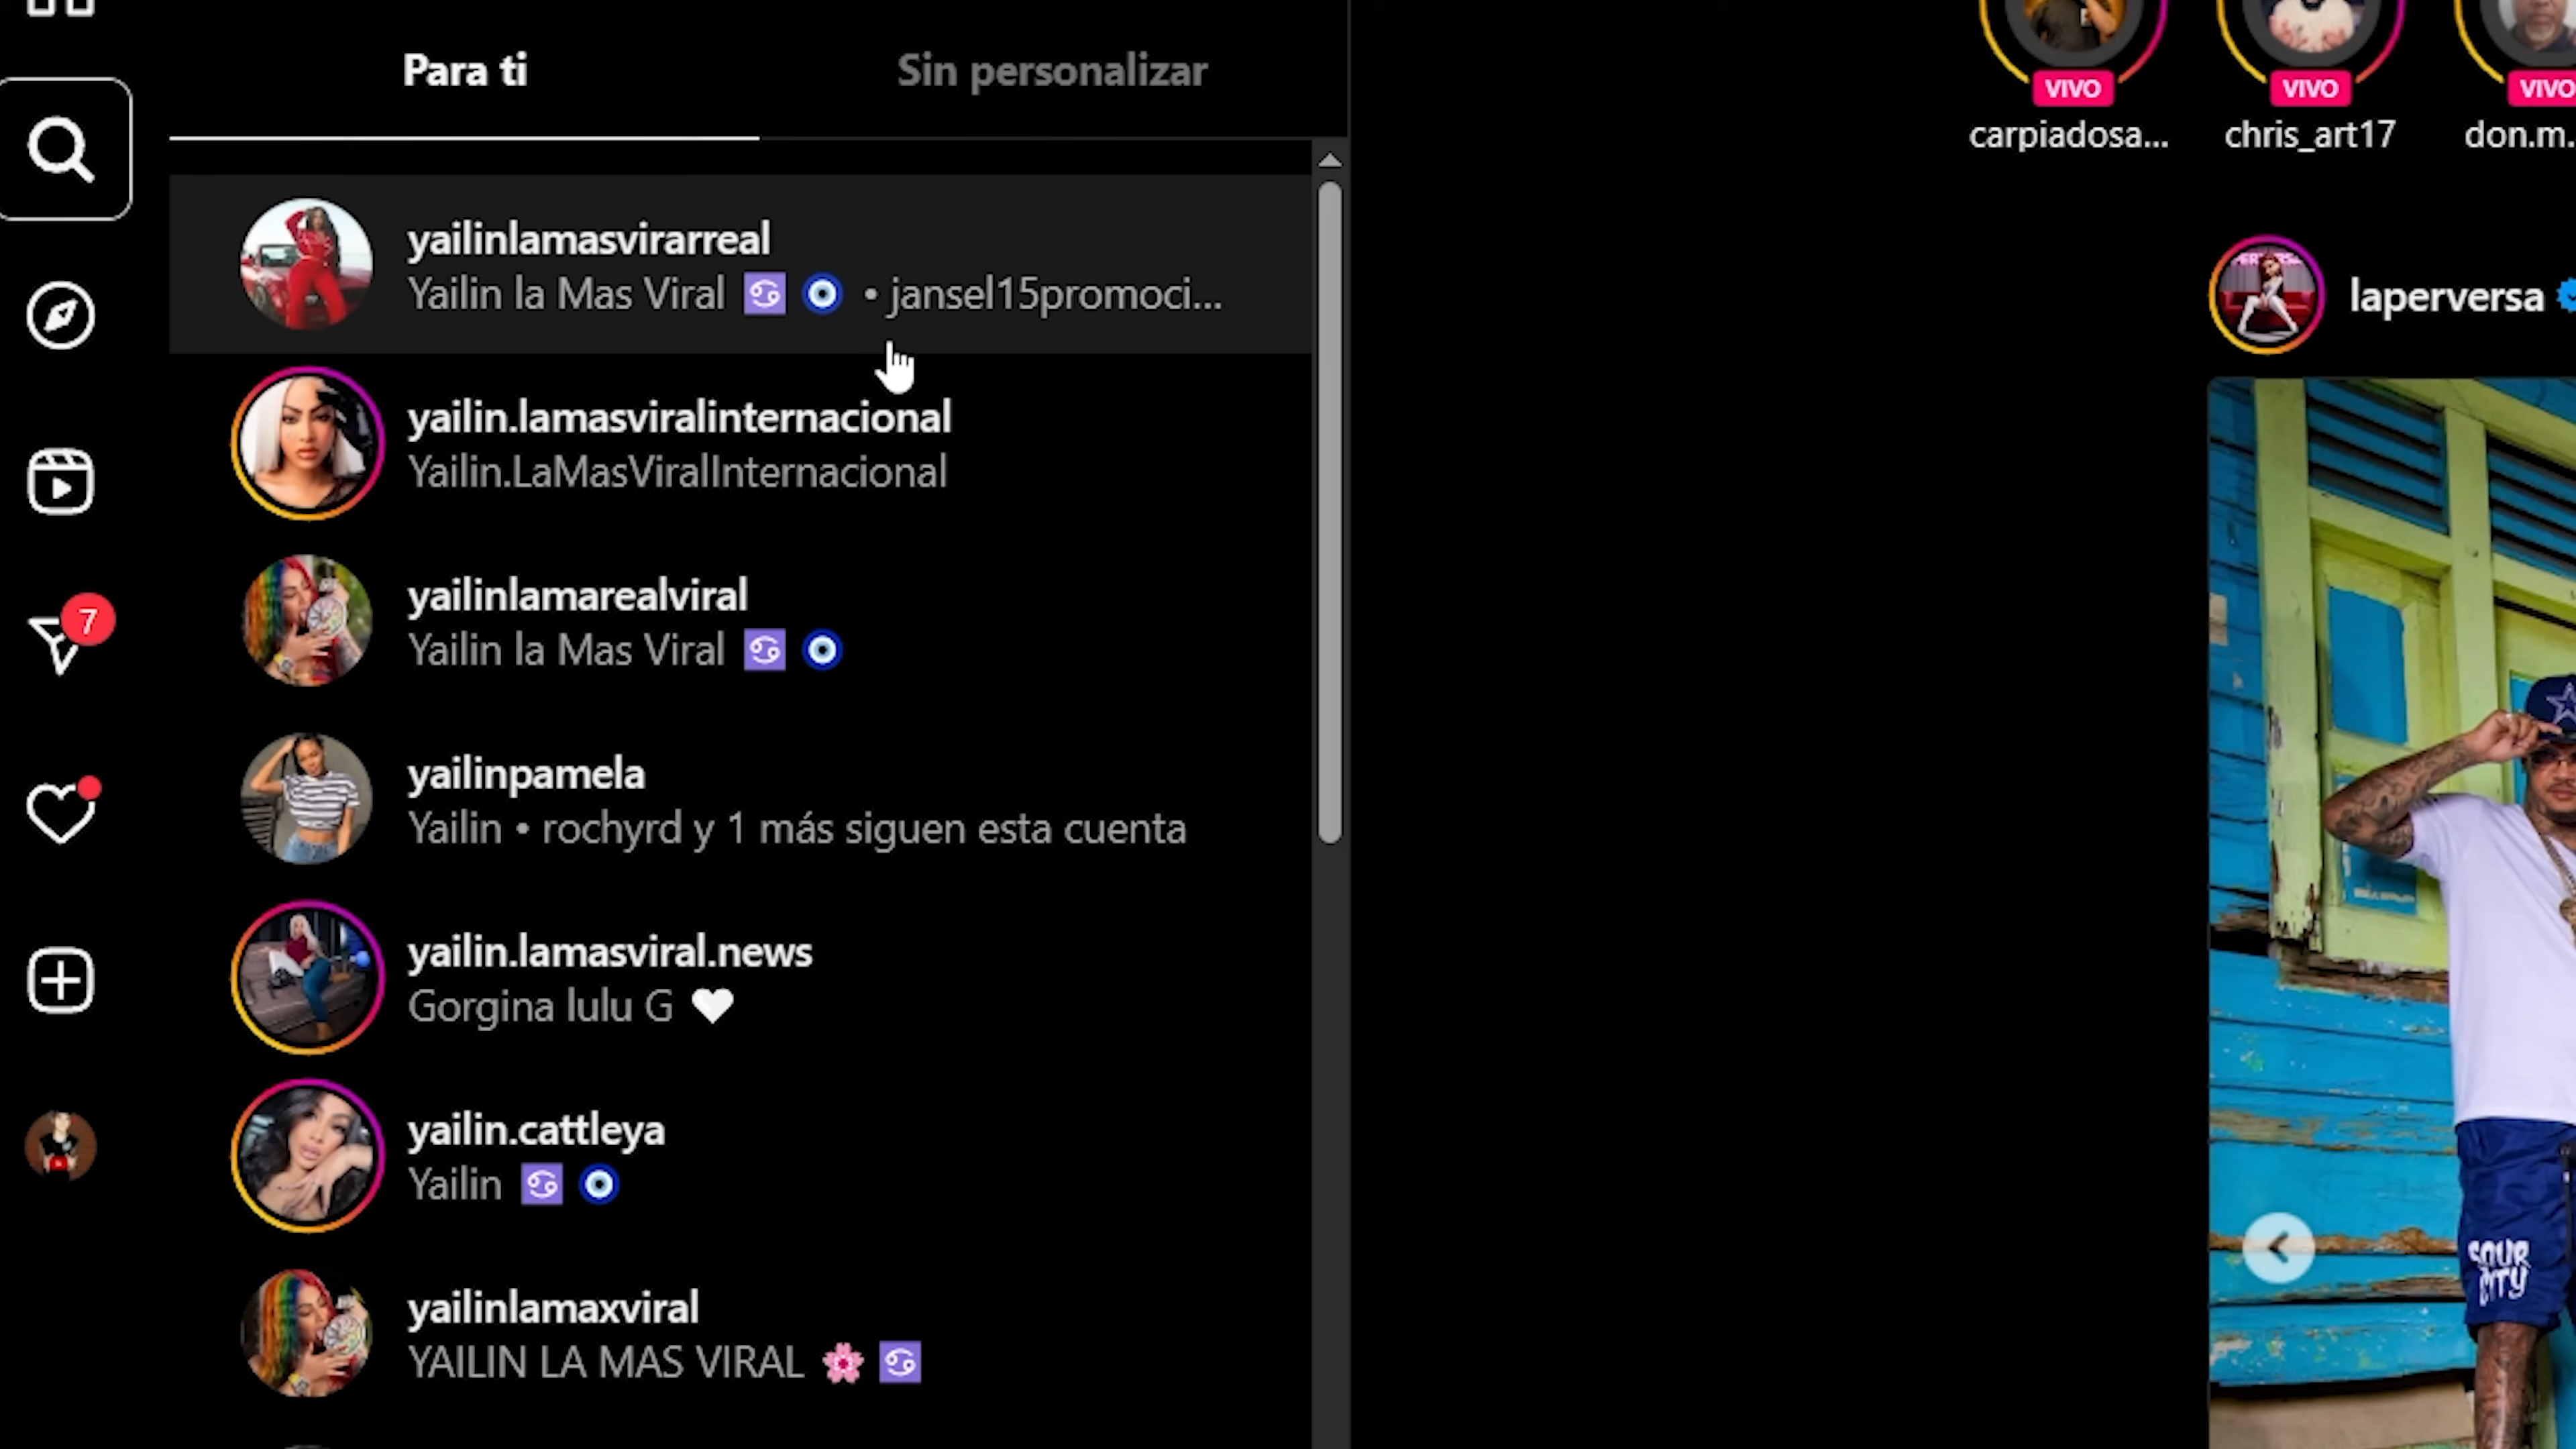 Para ti
Sin personalizar
yailinlamasvirarreal
Yailin la Mas Viral ♋ 🧿 • jansel15promoci...
yailin.lamasviralinternacional
Yailin.LaMasViralInternacional
yailinlamarealviral
Yailin la Mas Viral ♋ 🧿
yailinpamela
Yailin • rochyrd y 1 más siguen esta cuenta
yailin.lamasviral.news
Gorgina lulu G 🤍
yailin.cattleya
Yailin ♋ 🧿
yailinlamaxviral
YAILIN LA MAS VIRAL 🌸 ♋
7
VIVO
VIVO
VIVO
carpiadosa...
chris_art17
don.m.
laperversa
SOUR
CITY